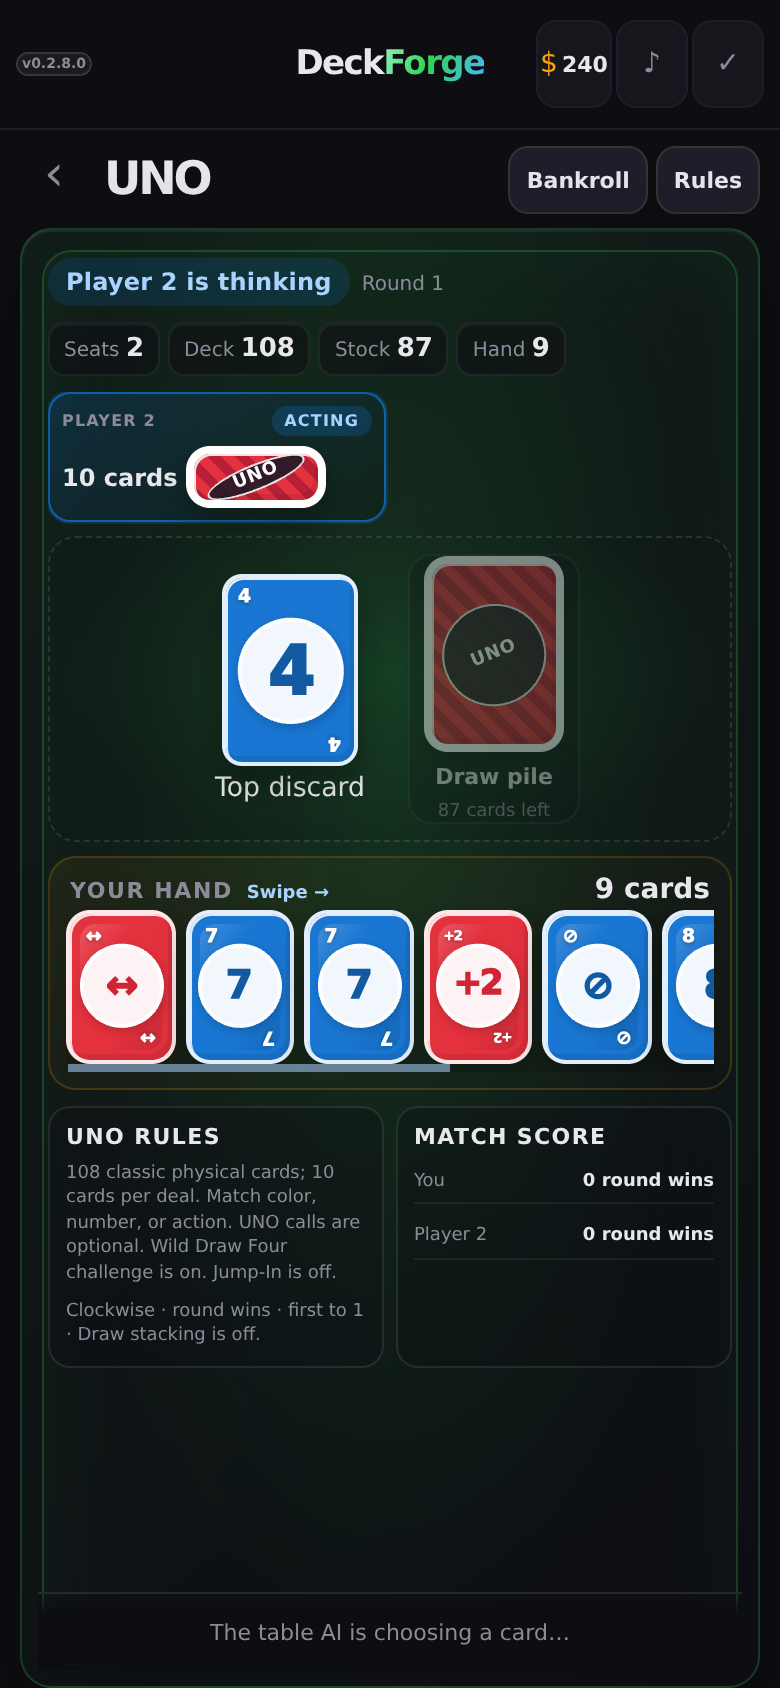 v0.2.8.0
DeckForge
$ 240
♪
✓
‹ UNO
Bankroll
Rules
Player 2 is thinking
Round 1
Seats 2
Deck 108
Stock 87
Hand 9
PLAYER 2
ACTING
10 cards
UNO
4
4
4
Top discard
UNO
Draw pile
87 cards left
YOUR HAND
Swipe →
9 cards
↔
↔
↔
7
7
7
7
7
7
+2
+2
+2
⊘
⊘
⊘
8
8
UNO RULES
108 classic physical cards; 10
cards per deal. Match color,
number, or action. UNO calls are
optional. Wild Draw Four
challenge is on. Jump-In is off.
Clockwise · round wins · first to 1
· Draw stacking is off.
MATCH SCORE
You 0 round wins
Player 2 0 round wins
The table AI is choosing a card...